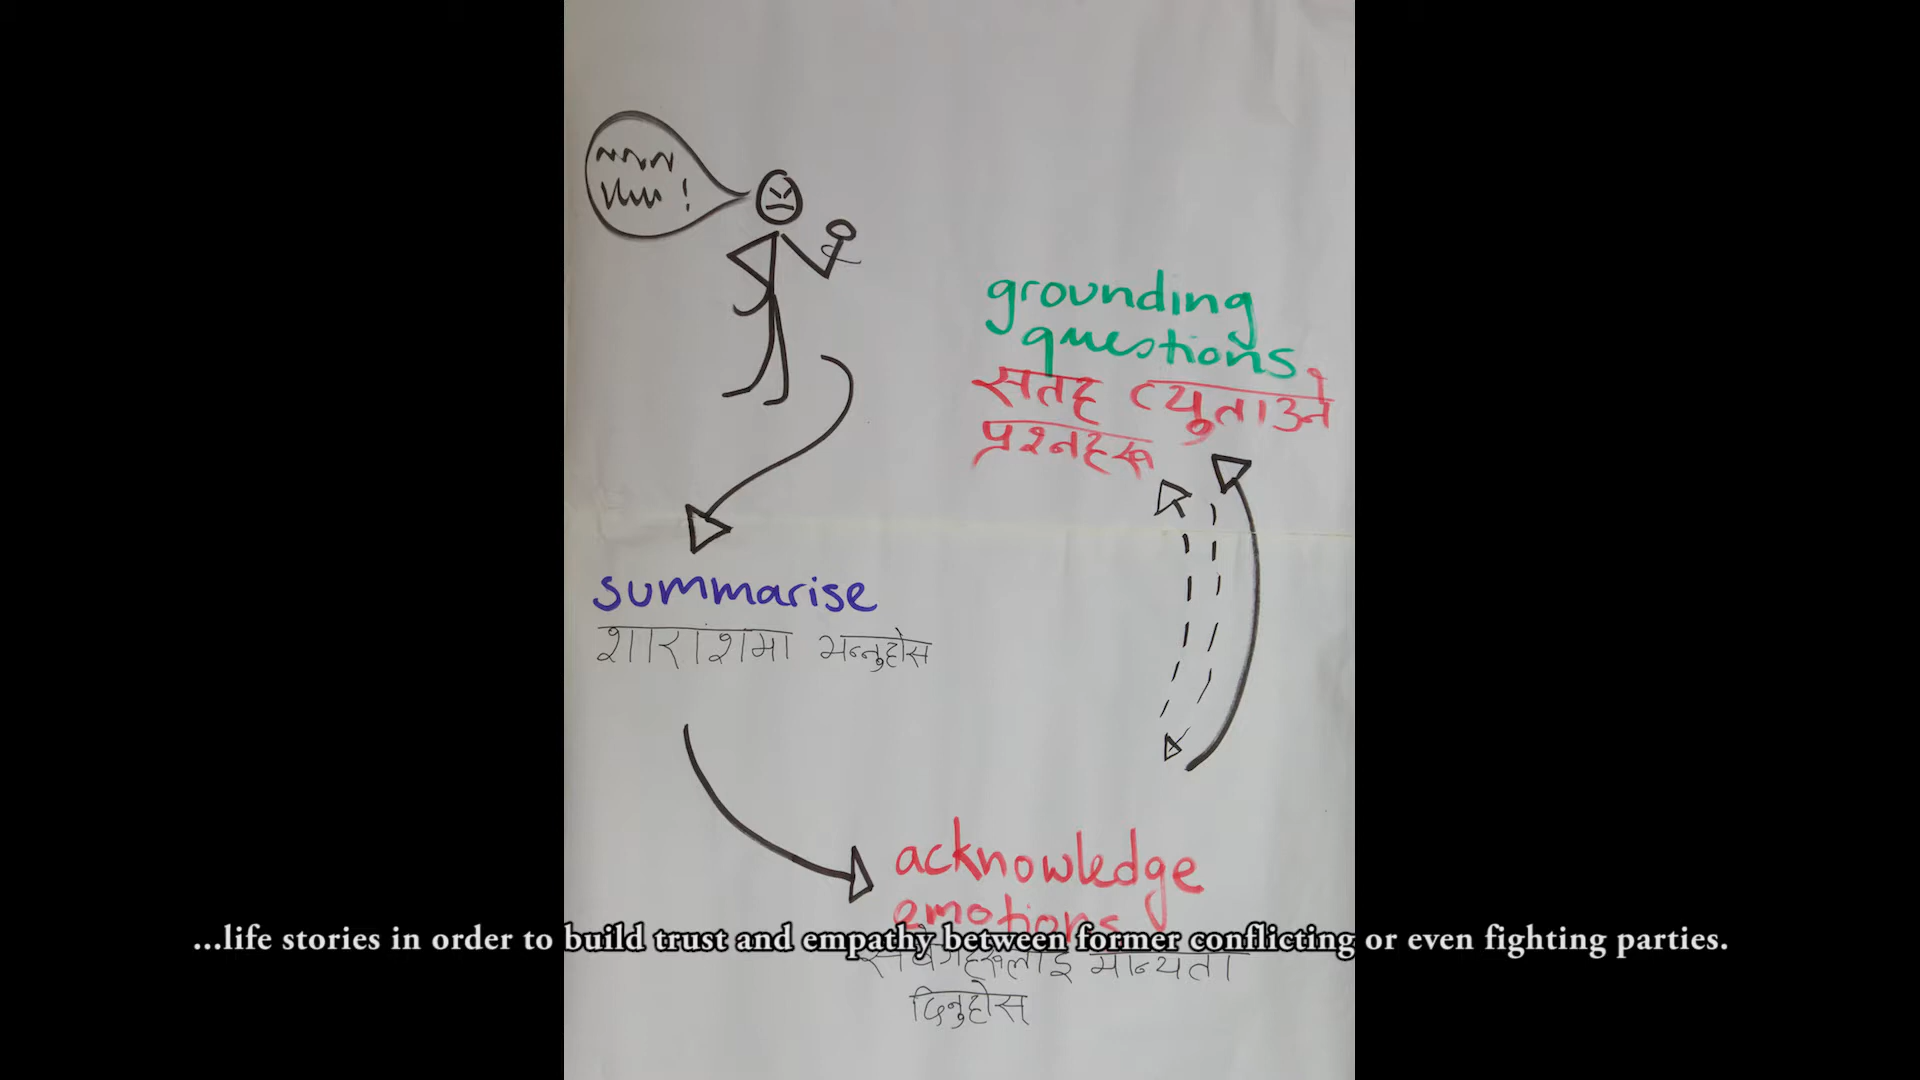 grounding
questions
सतह त्युताउने
प्रश्नहरू
summarise
शारांशमा भन्नुहोस
acknowledge
emotions
...life stories in order to build trust and empathy between former conflicting or even fighting parties.
मान्यता
दिनुहोस